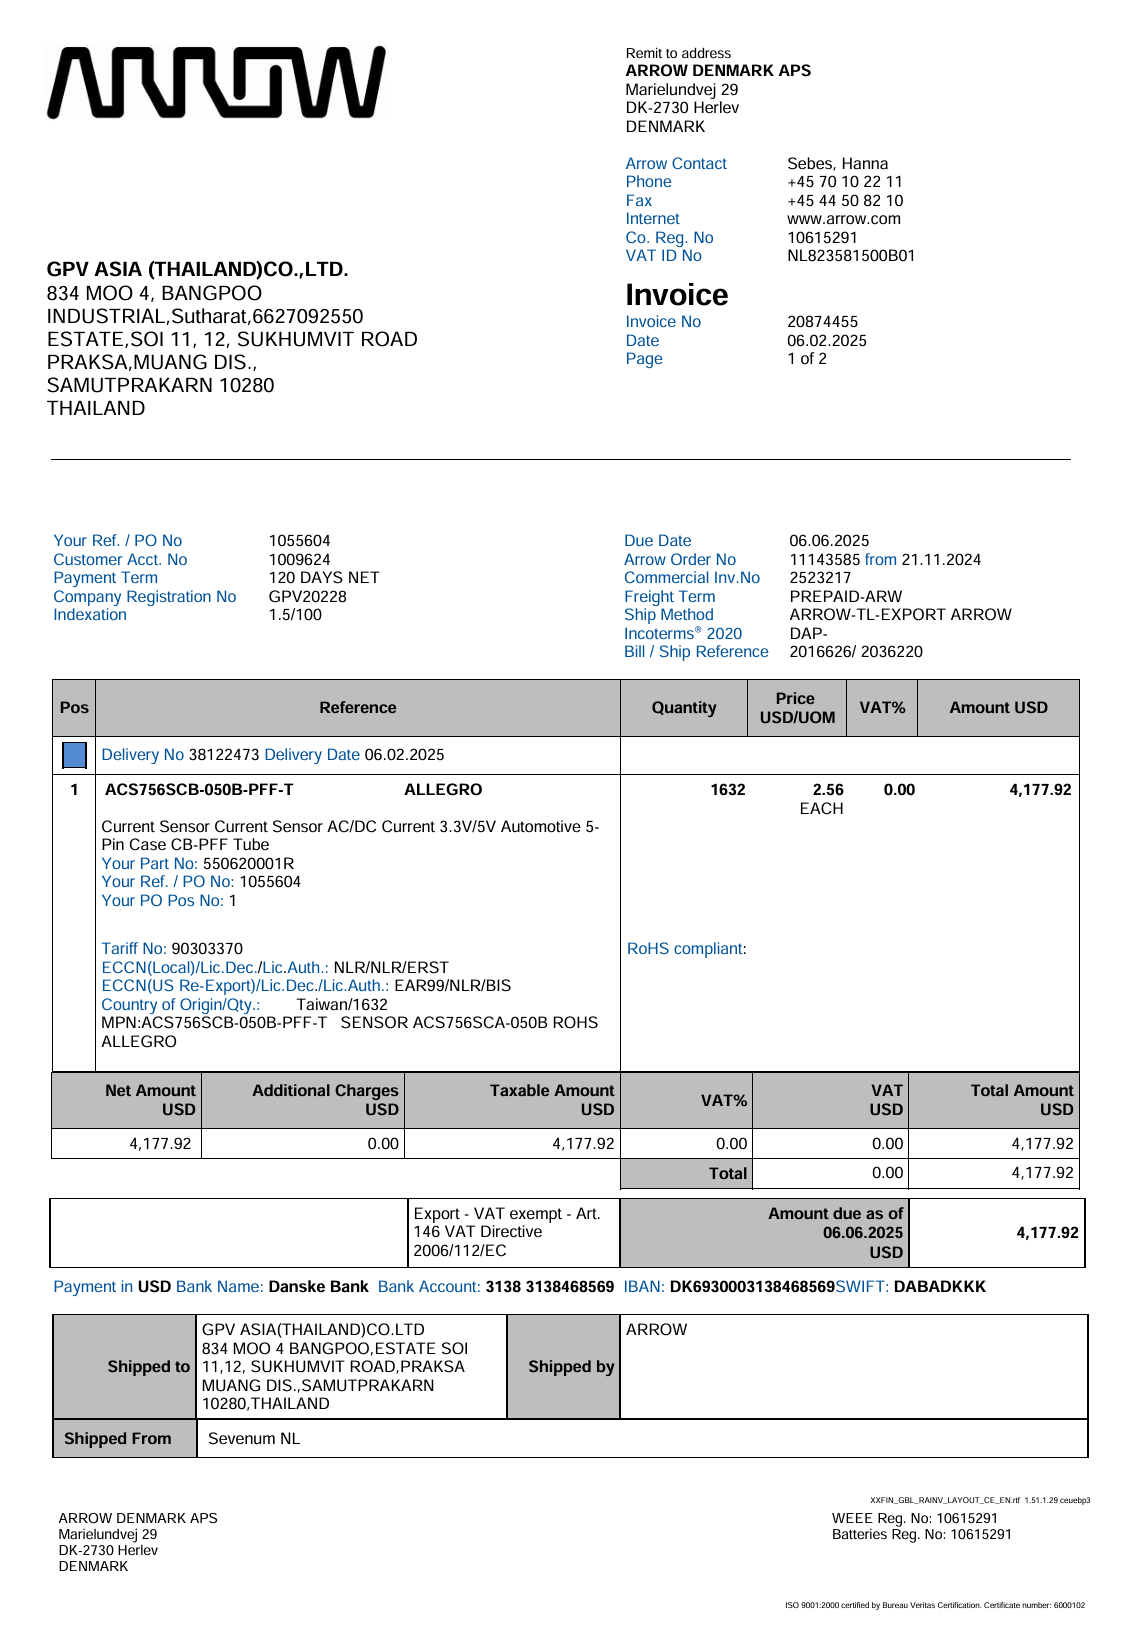 ARROW
Remit to address
ARROW DENMARK APS
Marielundvej 29
DK-2730 Herlev
DENMARK
Arrow Contact Sebes, Hanna
Phone +45 70 10 22 11
Fax +45 44 50 82 10
Internet www.arrow.com
Co. Reg. No 10615291
VAT ID No NL823581500B01
GPV ASIA (THAILAND)CO.,LTD.
834 MOO 4, BANGPOO
INDUSTRIAL,Sutharat,6627092550
ESTATE,SOI 11, 12, SUKHUMVIT ROAD
PRAKSA,MUANG DIS.,
SAMUTPRAKARN 10280
THAILAND
Invoice
Invoice No 20874455
Date 06.02.2025
Page 1 of 2
Your Ref. / PO No 1055604
Customer Acct. No 1009624
Payment Term 120 DAYS NET
Company Registration No GPV20228
Indexation 1.5/100
Due Date 06.06.2025
Arrow Order No 11143585 from 21.11.2024
Commercial Inv.No 2523217
Freight Term PREPAID-ARW
Ship Method ARROW-TL-EXPORT ARROW
Incoterms® 2020 DAP-
Bill / Ship Reference 2016626/ 2036220
Pos Reference Quantity Price USD/UOM VAT% Amount USD
Delivery No 38122473 Delivery Date 06.02.2025
1 ACS756SCB-050B-PFF-T ALLEGRO 1632 2.56 0.00 4,177.92
EACH
Current Sensor Current Sensor AC/DC Current 3.3V/5V Automotive 5-
Pin Case CB-PFF Tube
Your Part No: 550620001R
Your Ref. / PO No: 1055604
Your PO Pos No: 1
Tariff No: 90303370 RoHS compliant:
ECCN(Local)/Lic.Dec./Lic.Auth.: NLR/NLR/ERST
ECCN(US Re-Export)/Lic.Dec./Lic.Auth.: EAR99/NLR/BIS
Country of Origin/Qty.: Taiwan/1632
MPN:ACS756SCB-050B-PFF-T SENSOR ACS756SCA-050B ROHS
ALLEGRO
Net Amount USD Additional Charges USD Taxable Amount USD VAT% VAT USD Total Amount USD
4,177.92 0.00 4,177.92 0.00 0.00 4,177.92
Total 0.00 4,177.92
Export - VAT exempt - Art.
146 VAT Directive
2006/112/EC
Amount due as of
06.06.2025
USD
4,177.92
Payment in USD Bank Name: Danske Bank Bank Account: 3138 3138468569 IBAN: DK6930003138468569SWIFT: DABADKKK
Shipped to
GPV ASIA(THAILAND)CO.LTD
834 MOO 4 BANGPOO,ESTATE SOI
11,12, SUKHUMVIT ROAD,PRAKSA
MUANG DIS.,SAMUTPRAKARN
10280,THAILAND
Shipped by
ARROW
Shipped From Sevenum NL
XXFIN_GBL_RAINV_LAYOUT_CE_EN.rtf 1.51.1.29 ceuebp3
ARROW DENMARK APS
Marielundvej 29
DK-2730 Herlev
DENMARK
WEEE Reg. No: 10615291
Batteries Reg. No: 10615291
ISO 9001:2000 certified by Bureau Veritas Certification. Certificate number: 6000102